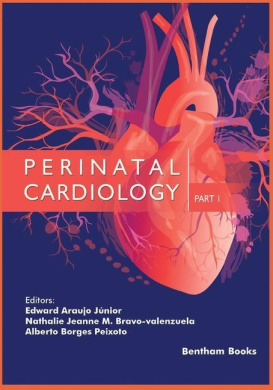 PERINATAL
CARDIOLOGY
PART I
Editors:
Edward Araujo Júnior
Nathalie Jeanne M. Bravo-valenzuela
Alberto Borges Peixoto
Bentham Books